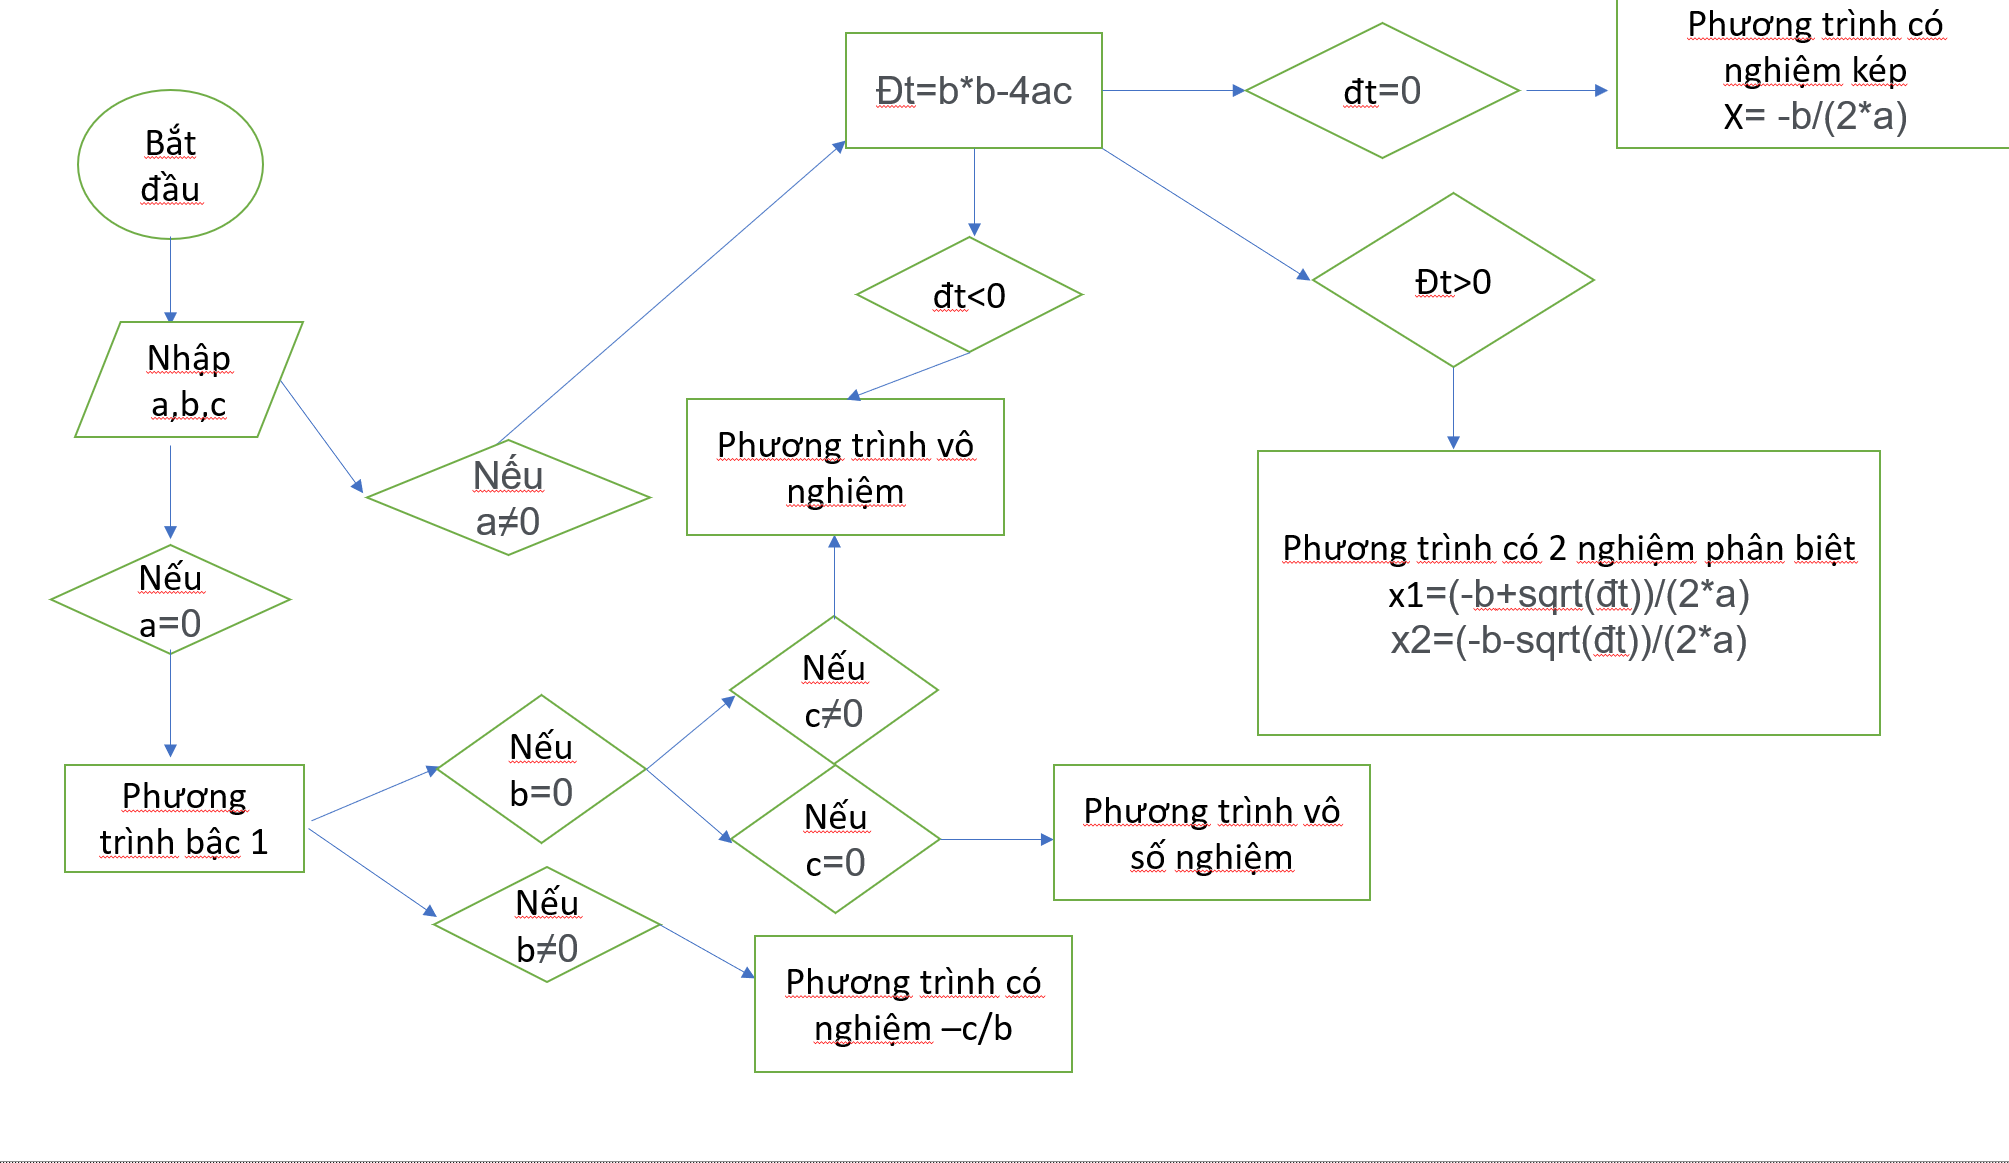 Bắt
đầu
Nhập
a,b,c
Nếu
a=0
Phương
trình bậc 1
Nếu
a≠0
Nếu
b=0
Nếu
b≠0
Nếu
c≠0
Nếu
c=0
Phương trình có
nghiệm –c/b
Phương trình vô
số nghiệm
Phương trình vô
nghiệm
Đt=b*b-4ac
đt<0
đt=0
Đt>0
Phương trình có
nghiệm kép
X= -b/(2*a)
Phương trình có 2 nghiệm phân biệt
x1=(-b+sqrt(đt))/(2*a)
x2=(-b-sqrt(đt))/(2*a)